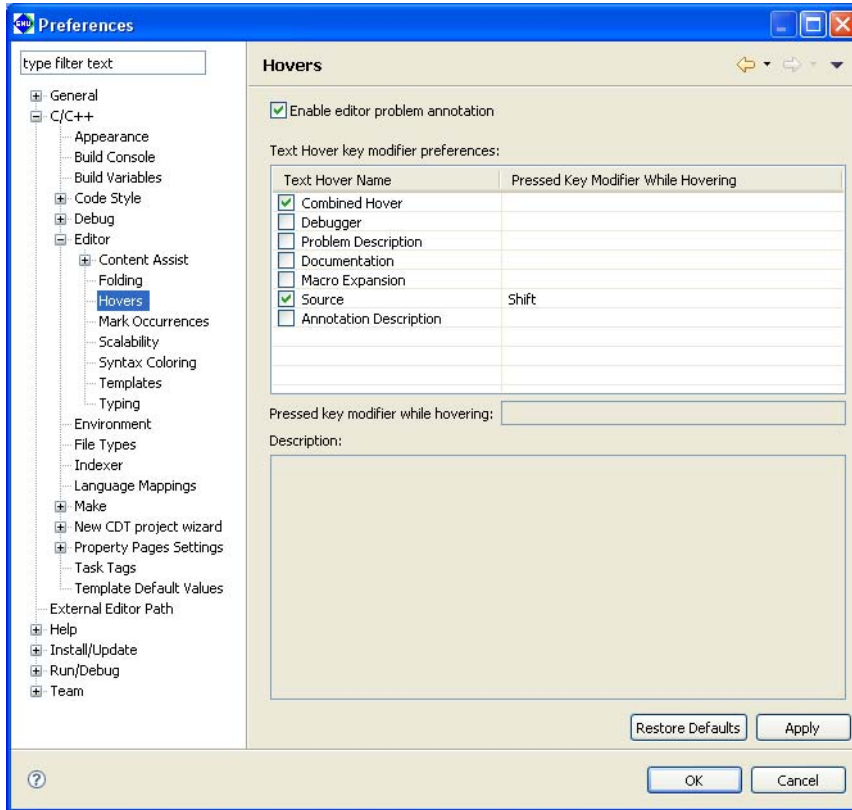 GNU Preferences
type filter text
General
C/C++
Appearance
Build Console
Build Variables
Code Style
Debug
Editor
Content Assist
Folding
Hovers
Mark Occurrences
Scalability
Syntax Coloring
Templates
Typing
Environment
File Types
Indexer
Language Mappings
Make
New CDT project wizard
Property Pages Settings
Task Tags
Template Default Values
External Editor Path
Help
Install/Update
Run/Debug
Team
Hovers
Enable editor problem annotation
Text Hover key modifier preferences:
Text Hover Name Pressed Key Modifier While Hovering
Combined Hover
Debugger
Problem Description
Documentation
Macro Expansion
Source Shift
Annotation Description
Pressed key modifier while hovering:
Description:
Restore Defaults Apply
? OK Cancel